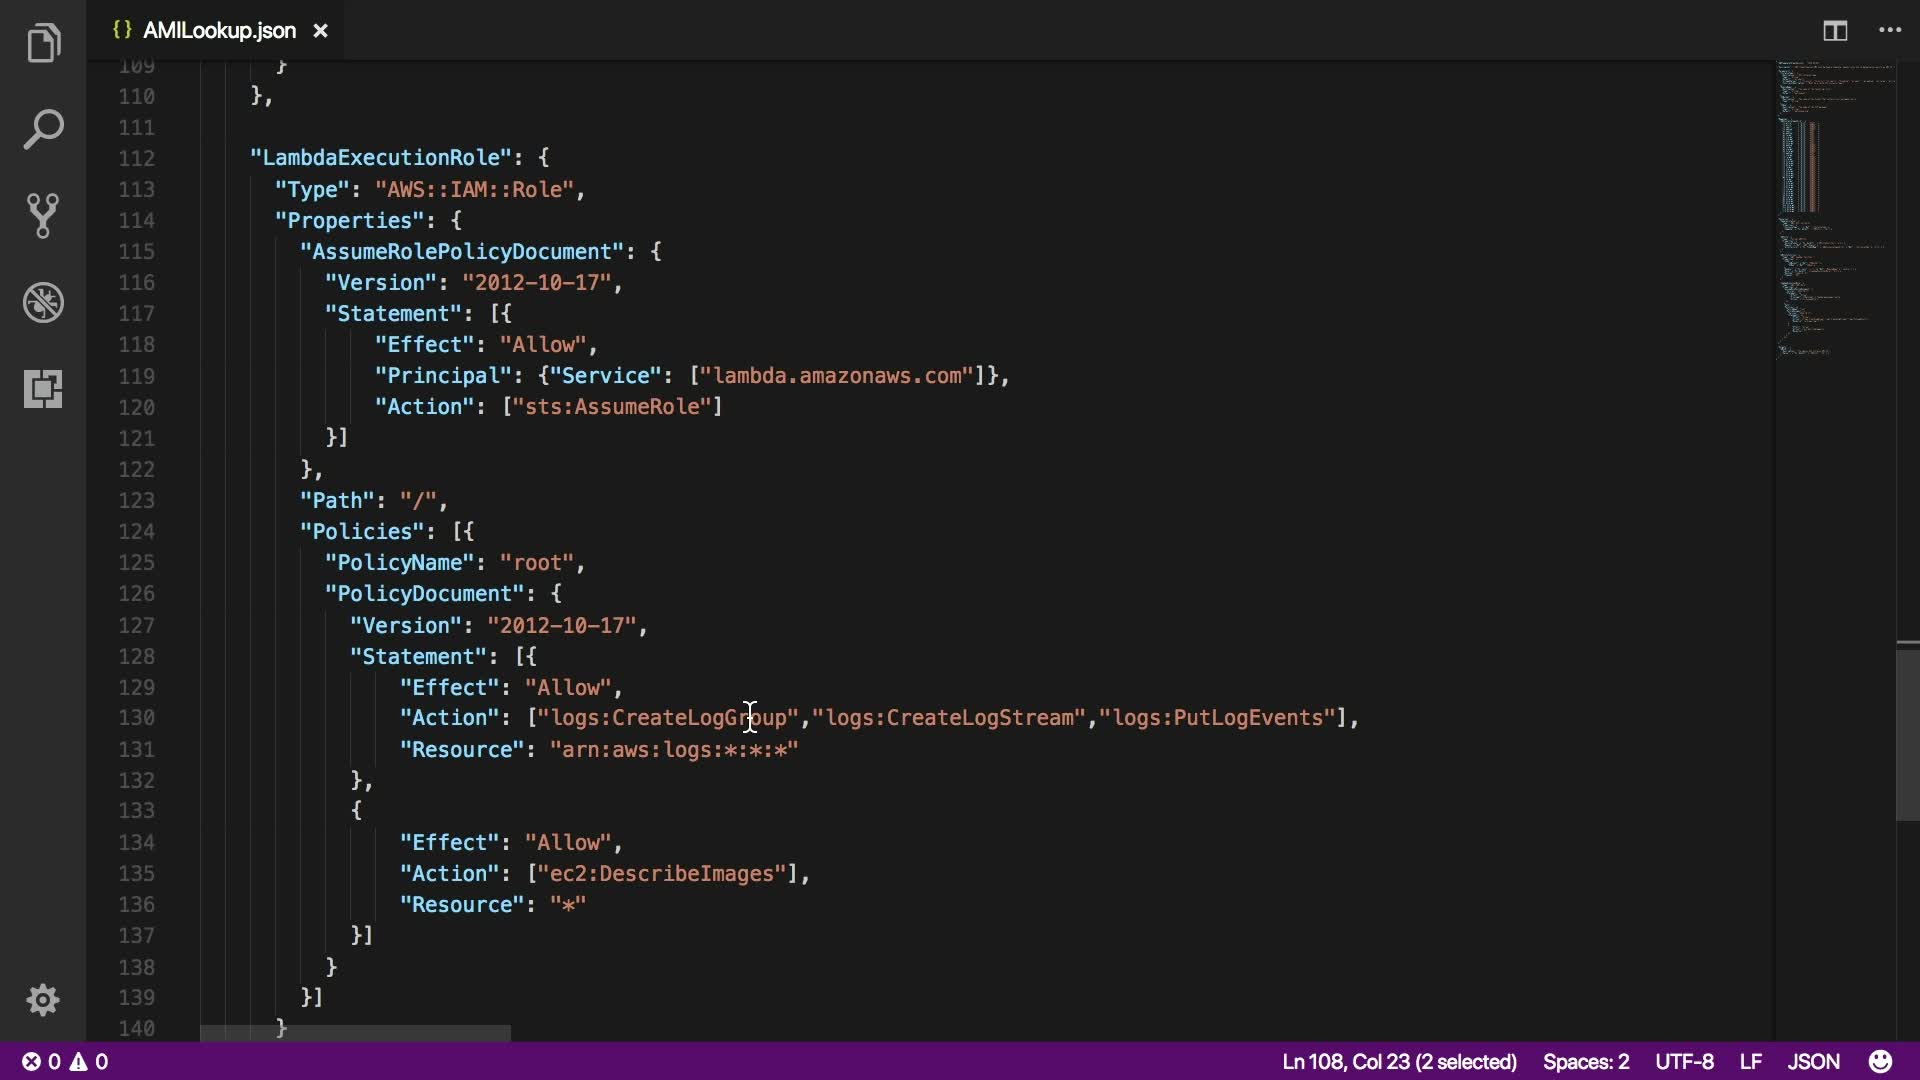 {} AMILookup.json ×
109 }
110 },
111
112 "LambdaExecutionRole": {
113 "Type": "AWS::IAM::Role",
114 "Properties": {
115 "AssumeRolePolicyDocument": {
116 "Version": "2012-10-17",
117 "Statement": [{
118 "Effect": "Allow",
119 "Principal": {"Service": ["lambda.amazonaws.com"]},
120 "Action": ["sts:AssumeRole"]
121 }]
122 },
123 "Path": "/",
124 "Policies": [{
125 "PolicyName": "root",
126 "PolicyDocument": {
127 "Version": "2012-10-17",
128 "Statement": [{
129 "Effect": "Allow",
130 "Action": ["logs:CreateLogGroup","logs:CreateLogStream","logs:PutLogEvents"],
131 "Resource": "arn:aws:logs:*:*:*"
132 },
133 {
134 "Effect": "Allow",
135 "Action": ["ec2:DescribeImages"],
136 "Resource": "*"
137 }]
138 }
139 }]
140 }
0 0 Ln 108, Col 23 (2 selected) Spaces: 2 UTF-8 LF JSON